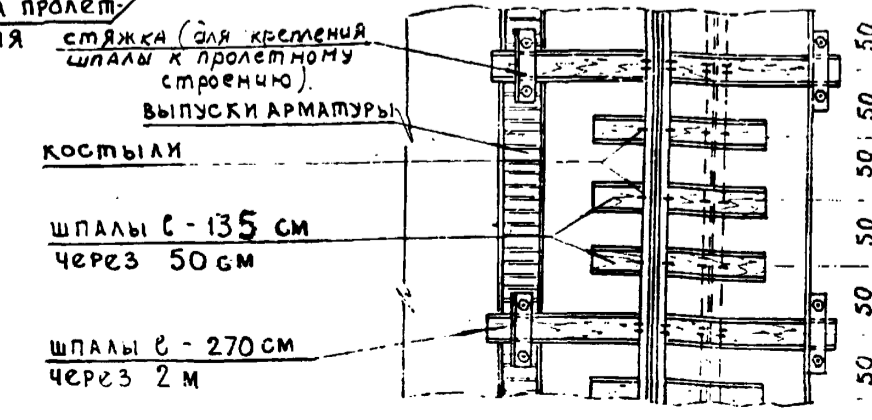 А ПРОЛЕТ-
ИЯ
стяжка (для крепления
шпалы к пролетному
строению).
ВЫПУСКИ АРМАТУРЫ
КОСТЫЛИ
ШПАЛЫ ℓ - 135 СМ
ЧЕРЕЗ 50 СМ
ШПАЛЫ ℓ - 270 СМ
ЧЕРЕЗ 2 М
50
50
50
50
50
50